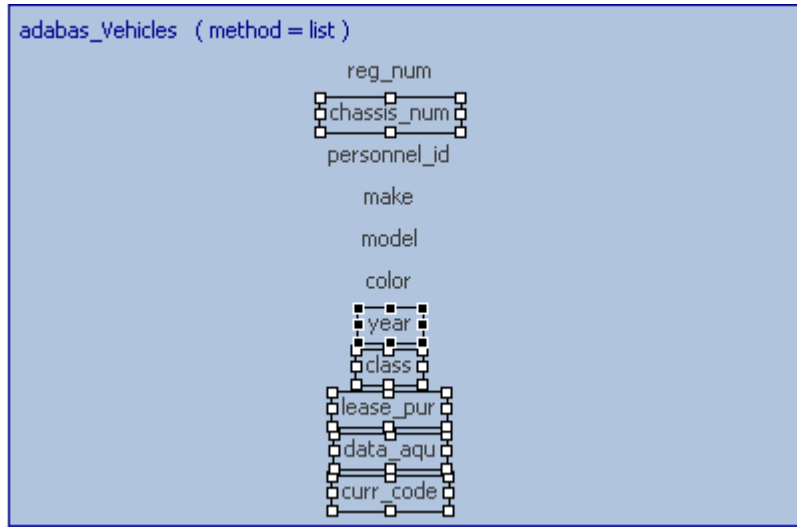 adabas_Vehicles ( method = list )
reg_num
chassis_num
personnel_id
make
model
color
year
class
lease_pur
data_aqu
curr_code